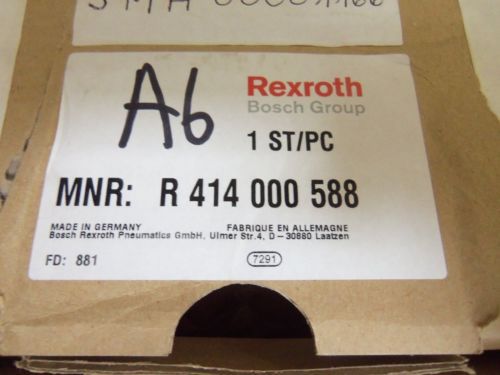 A6
Rexroth
Bosch Group
1 ST/PC
MNR: R 414 000 588
MADE IN GERMANY FABRIQUE EN ALLEMAGNE
Bosch Rexroth Pneumatics GmbH, Ulmer Str.4, D-30880 Laatzen
FD: 881 7291